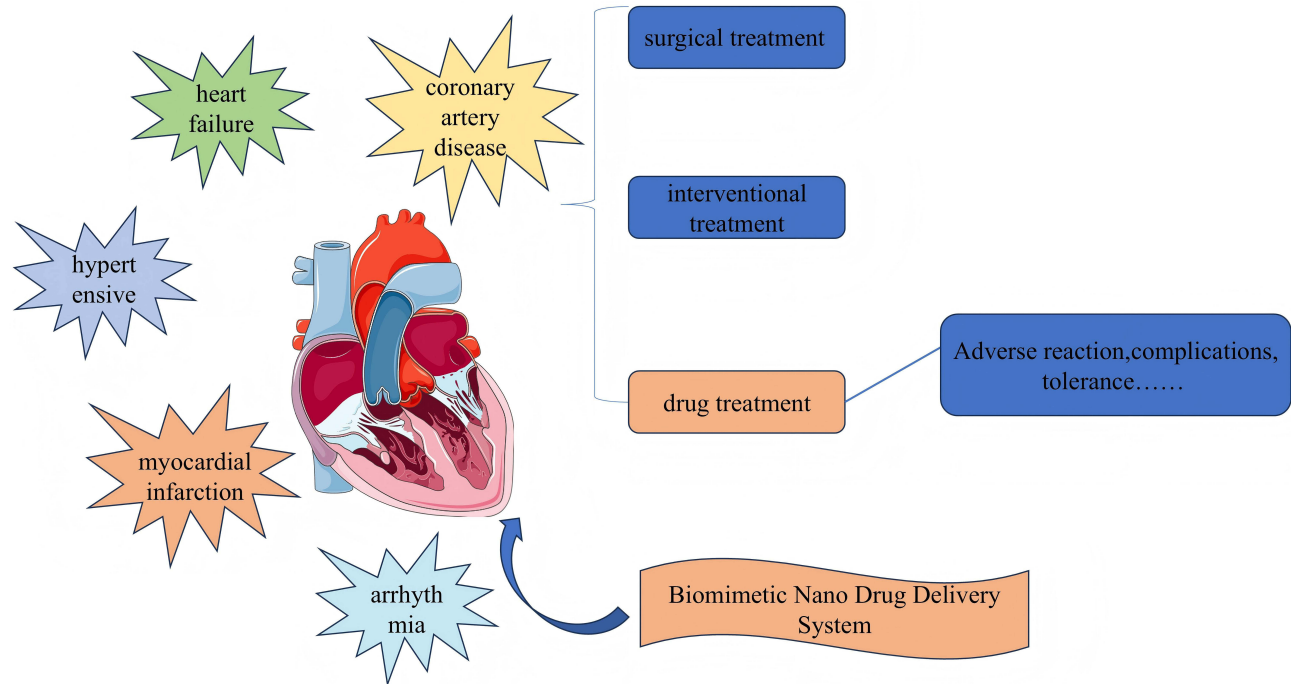 heart
failure
coronary
artery
disease
hypert
ensive
myocardial
infarction
arrhyth
mia
surgical treatment
interventional
treatment
drug treatment
Adverse reaction,complications,
tolerance……
Biomimetic Nano Drug Delivery
System